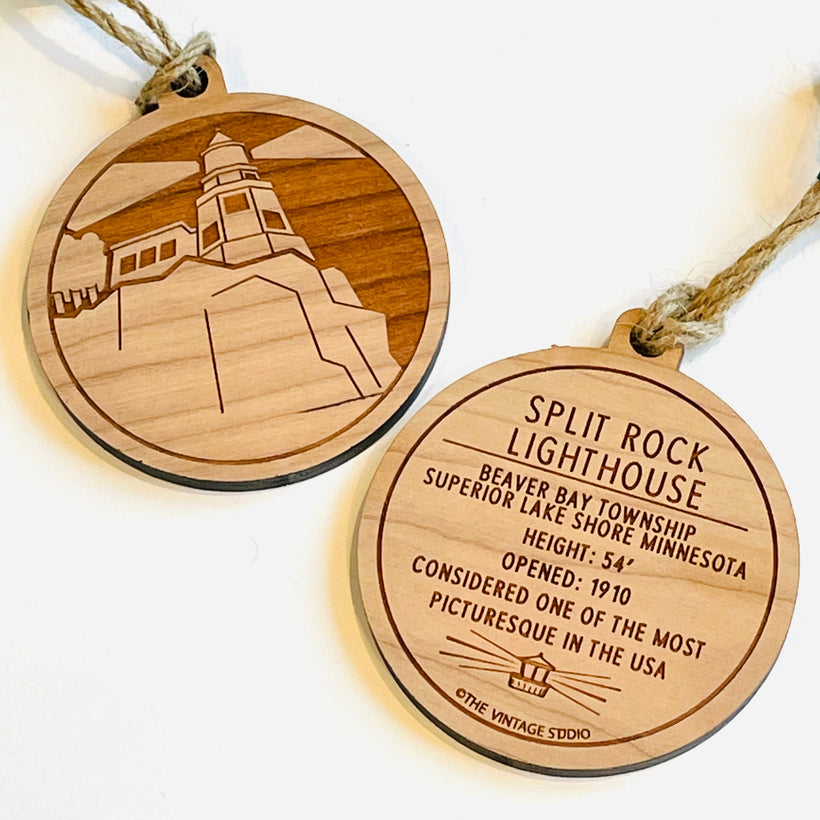 SPLIT ROCK
LIGHTHOUSE
BEAVER BAY TOWNSHIP
SUPERIOR LAKE SHORE MINNESOTA
HEIGHT: 54'
OPENED: 1910
CONSIDERED ONE OF THE MOST
PICTURESQUE IN THE USA
©THE VINTAGE STUDIO